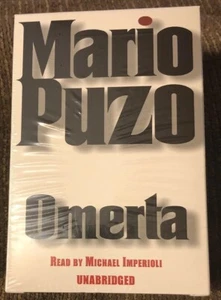 Mario
Puzo
Omerta
READ BY MICHAEL IMPERIOLI
UNABRIDGED